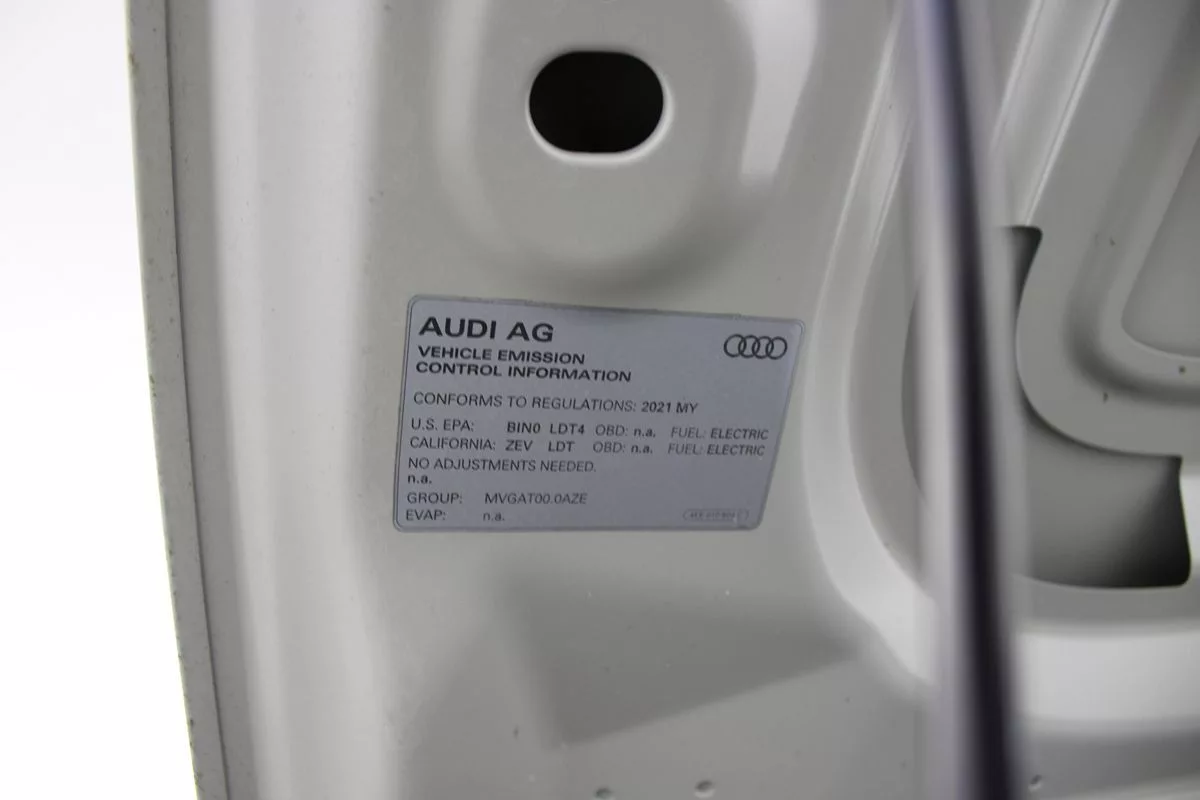 AUDI AG
VEHICLE EMISSION
CONTROL INFORMATION
CONFORMS TO REGULATIONS: 2021 MY
U.S. EPA: BIN0 LDT4 OBD: n.a. FUEL: ELECTRIC
CALIFORNIA: ZEV LDT OBD: n.a. FUEL: ELECTRIC
NO ADJUSTMENTS NEEDED.
n.a.
GROUP: MVGAT00.0AZE
EVAP: n.a.